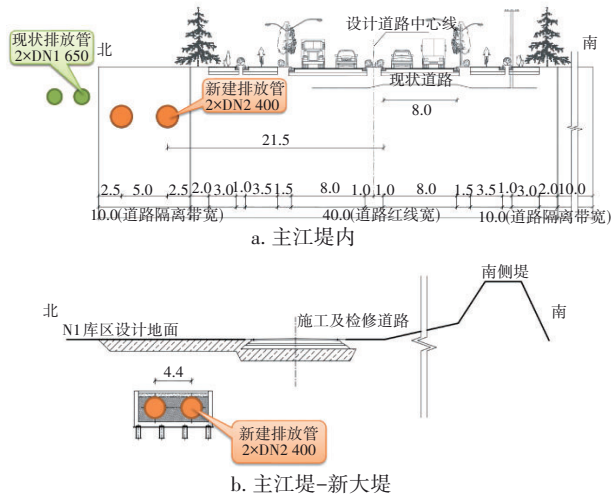 设计道路中心线
现状排放管
2×DN1 650
北
南
新建排放管
2×DN2 400
现状道路
8.0
21.5
2.5 5.0 2.5 2.0 3.0 1.0 3.5 1.5 8.0 1.0 1.0 8.0 1.5 3.5 1.0 3.0 2.0 10.0
10.0(道路隔离带宽) 40.0(道路红线宽) 10.0(道路隔离带宽)
a. 主江堤内
南侧堤
北
南
N1库区设计地面
施工及检修道路
4.4
新建排放管
2×DN2 400
b. 主江堤-新大堤